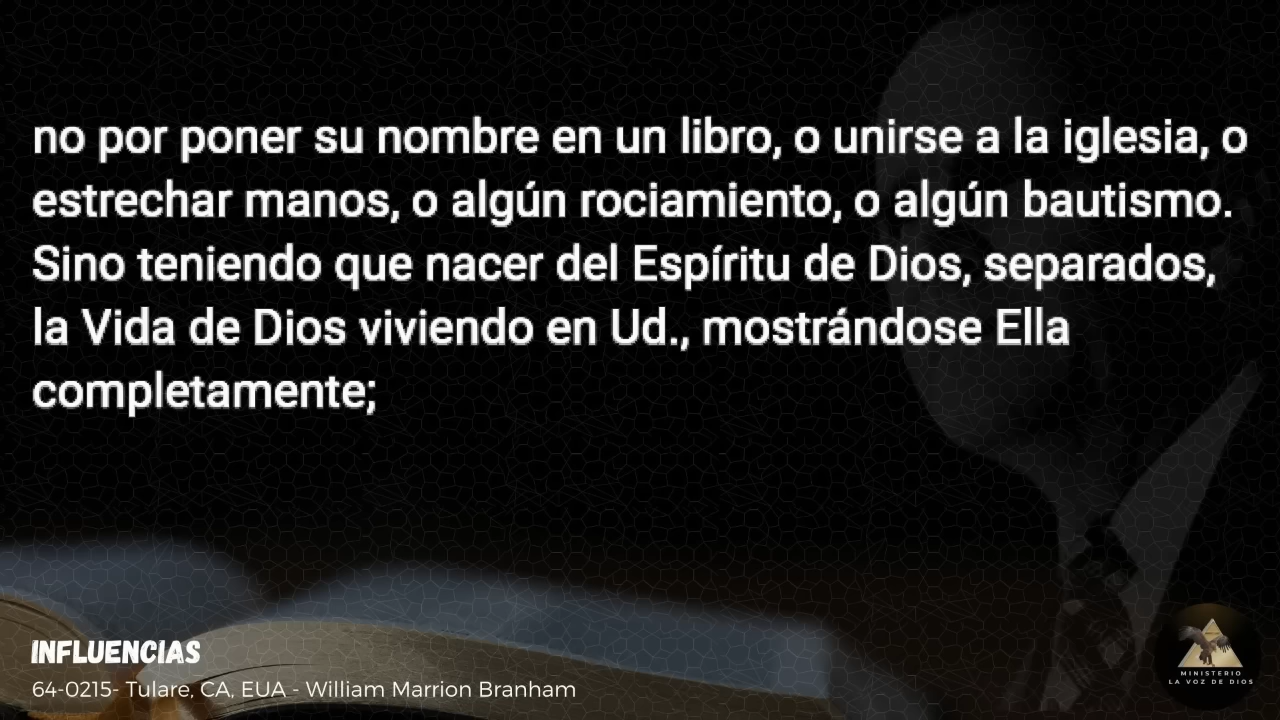 no por poner su nombre en un libro, o unirse a la iglesia, o
estrechar manos, o algún rociamiento, o algún bautismo.
Sino teniendo que nacer del Espíritu de Dios, separados,
la Vida de Dios viviendo en Ud., mostrándose Ella
completamente;
INFLUENCIAS
64-0215- Tulare, CA, EUA - William Marrion Branham
MINISTERIO
LA VOZ DE DIOS